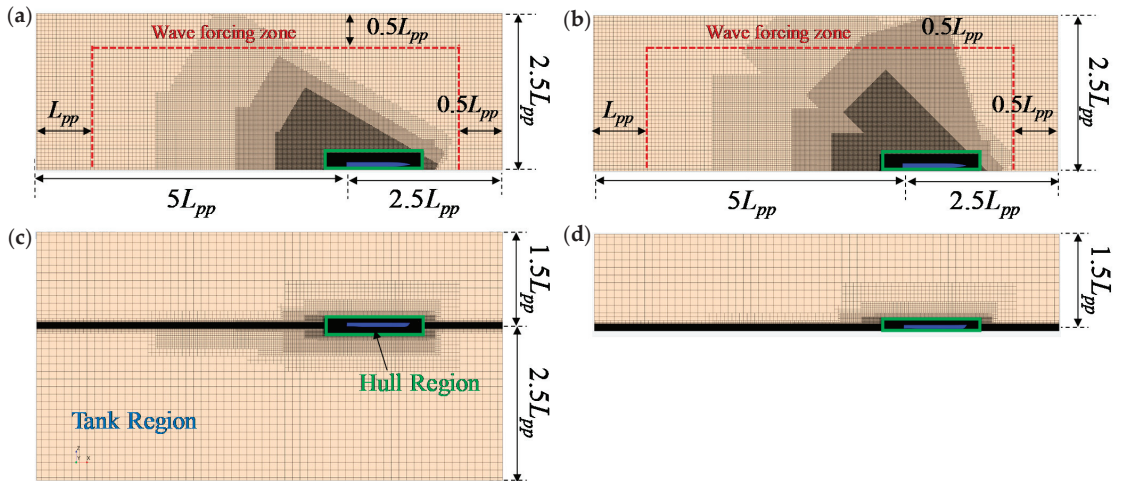 (a)
Wave forcing zone
0.5Lpp
2.5Lpp
Lpp
0.5Lpp
5Lpp
2.5Lpp
(b)
Wave forcing zone
0.5Lpp
2.5Lpp
Lpp
0.5Lpp
5Lpp
2.5Lpp
(c)
1.5Lpp
Hull Region
Tank Region
2.5Lpp
Z
Y
X
(d)
1.5Lpp